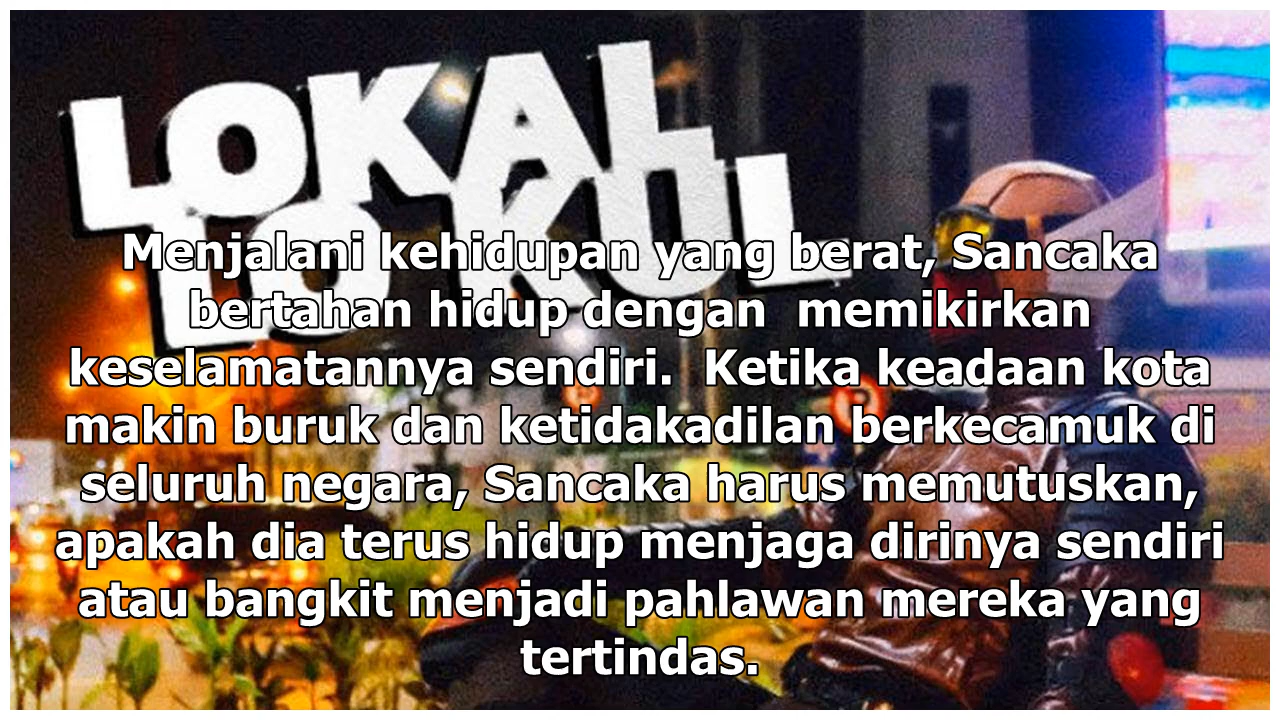 LOKAL
TO KUL
Menjalani kehidupan yang berat, Sancaka
bertahan hidup dengan  memikirkan
keselamatannya sendiri.  Ketika keadaan kota
makin buruk dan ketidakadilan berkecamuk di
seluruh negara, Sancaka harus memutuskan,
apakah dia terus hidup menjaga dirinya sendiri
atau bangkit menjadi pahlawan mereka yang
tertindas.